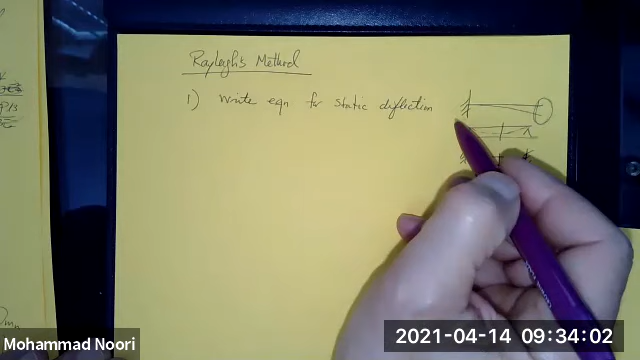 Rayleigh's Method
1) Write eqn for static deflection
Mohammad Noori
2021-04-14 09:34:02